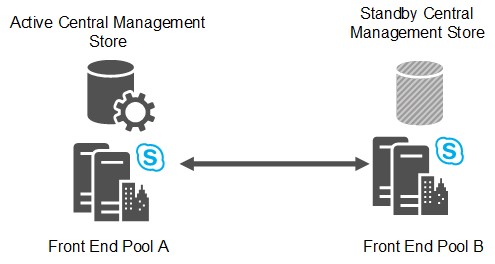 Active Central Management
Store
Standby Central
Management Store
S
S
Front End Pool A
Front End Pool B